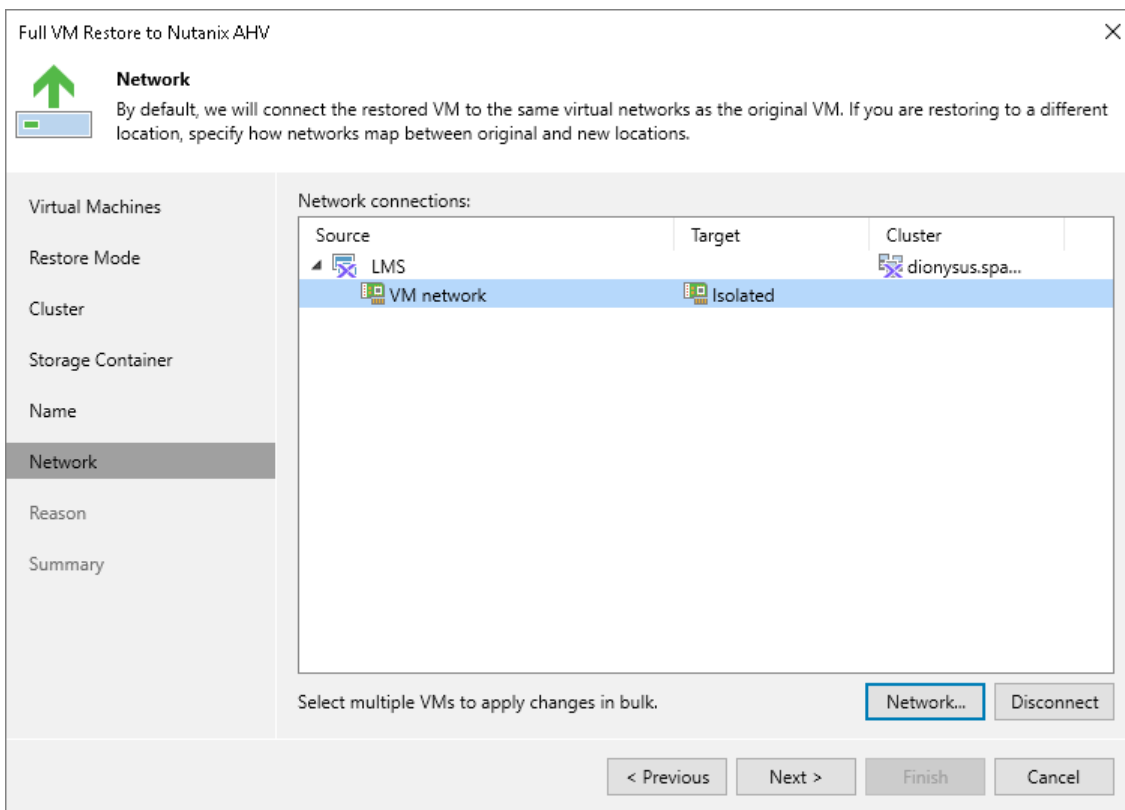 Full VM Restore to Nutanix AHV
Network
By default, we will connect the restored VM to the same virtual networks as the original VM. If you are restoring to a different
location, specify how networks map between original and new locations.
Virtual Machines
Restore Mode
Cluster
Storage Container
Name
Network
Reason
Summary
Network connections:
Source Target Cluster
LMS dionysus.spa...
VM network Isolated
Select multiple VMs to apply changes in bulk.
Network... Disconnect
< Previous Next > Finish Cancel